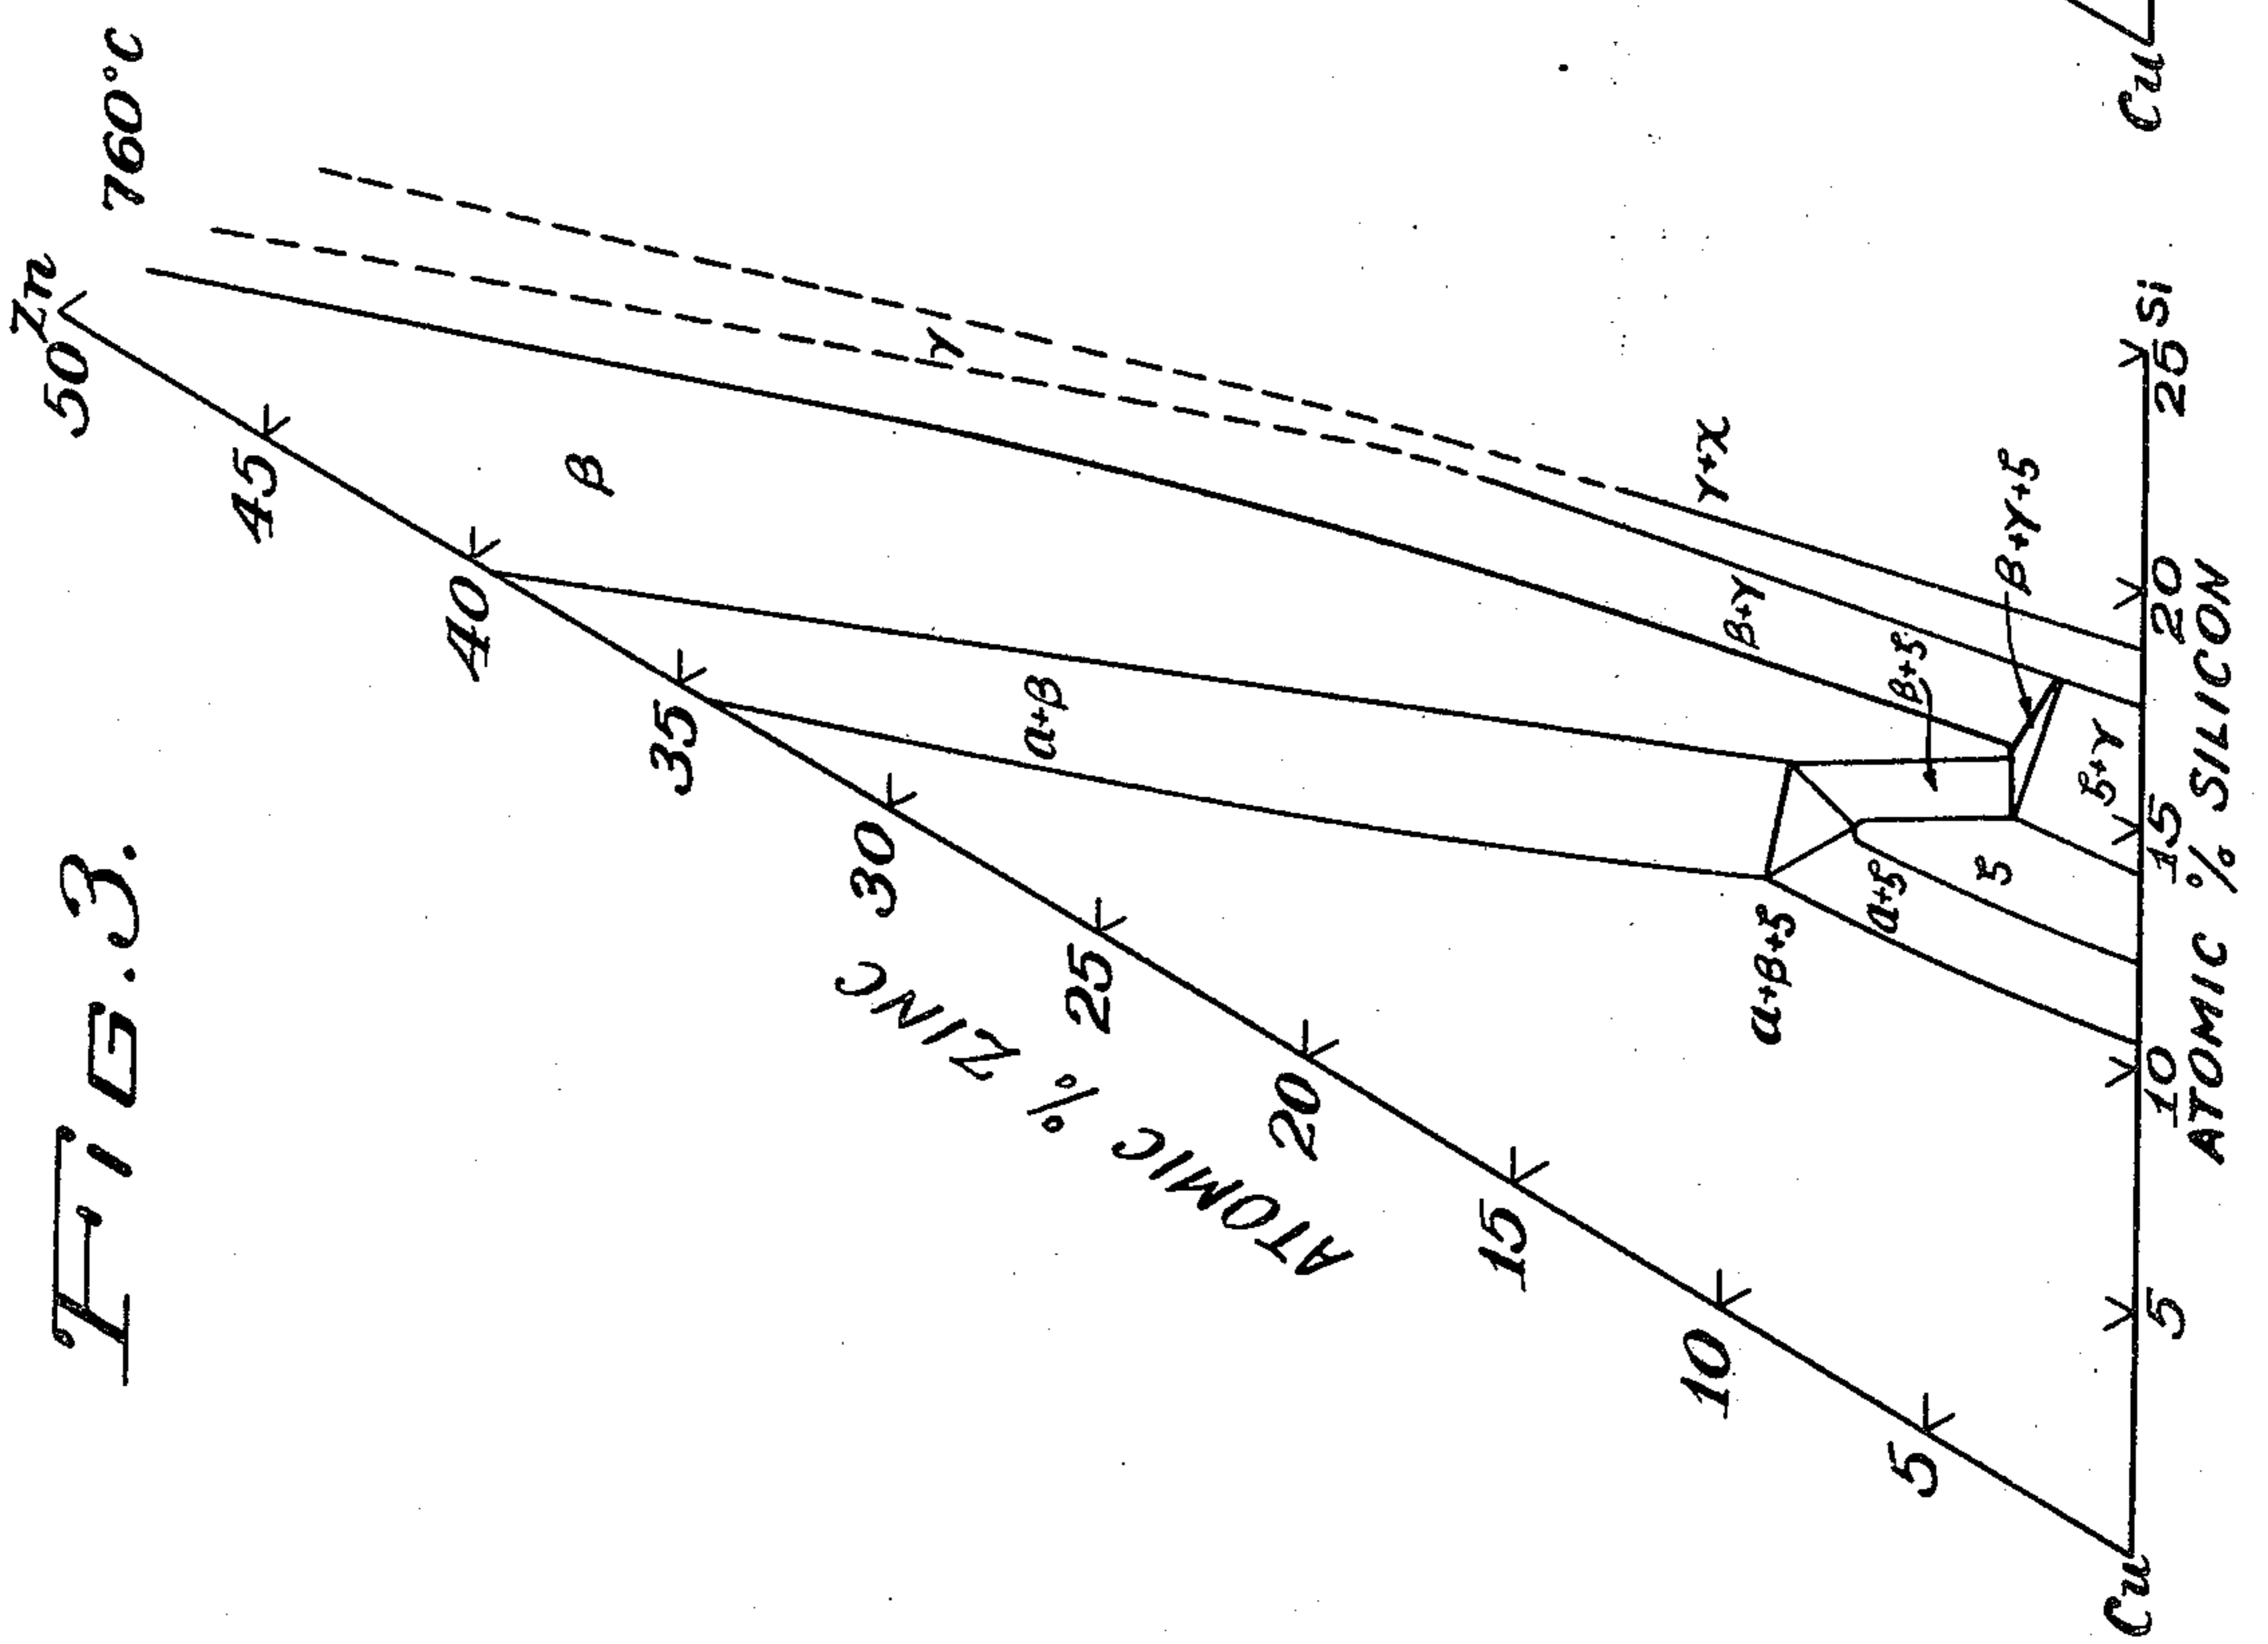 FIG. 3.
760°C
Zn
50
45
40
35
30
25
20
15
10
5
ATOMIC % ZINC
β
γ
α+β
β+γ
γ+X
β+ζ
β+γ+ζ
α+β+ζ
α+ζ
ζ
ζ+γ
Cu
5
10
15
20
25
Si
ATOMIC % SILICON
Cu